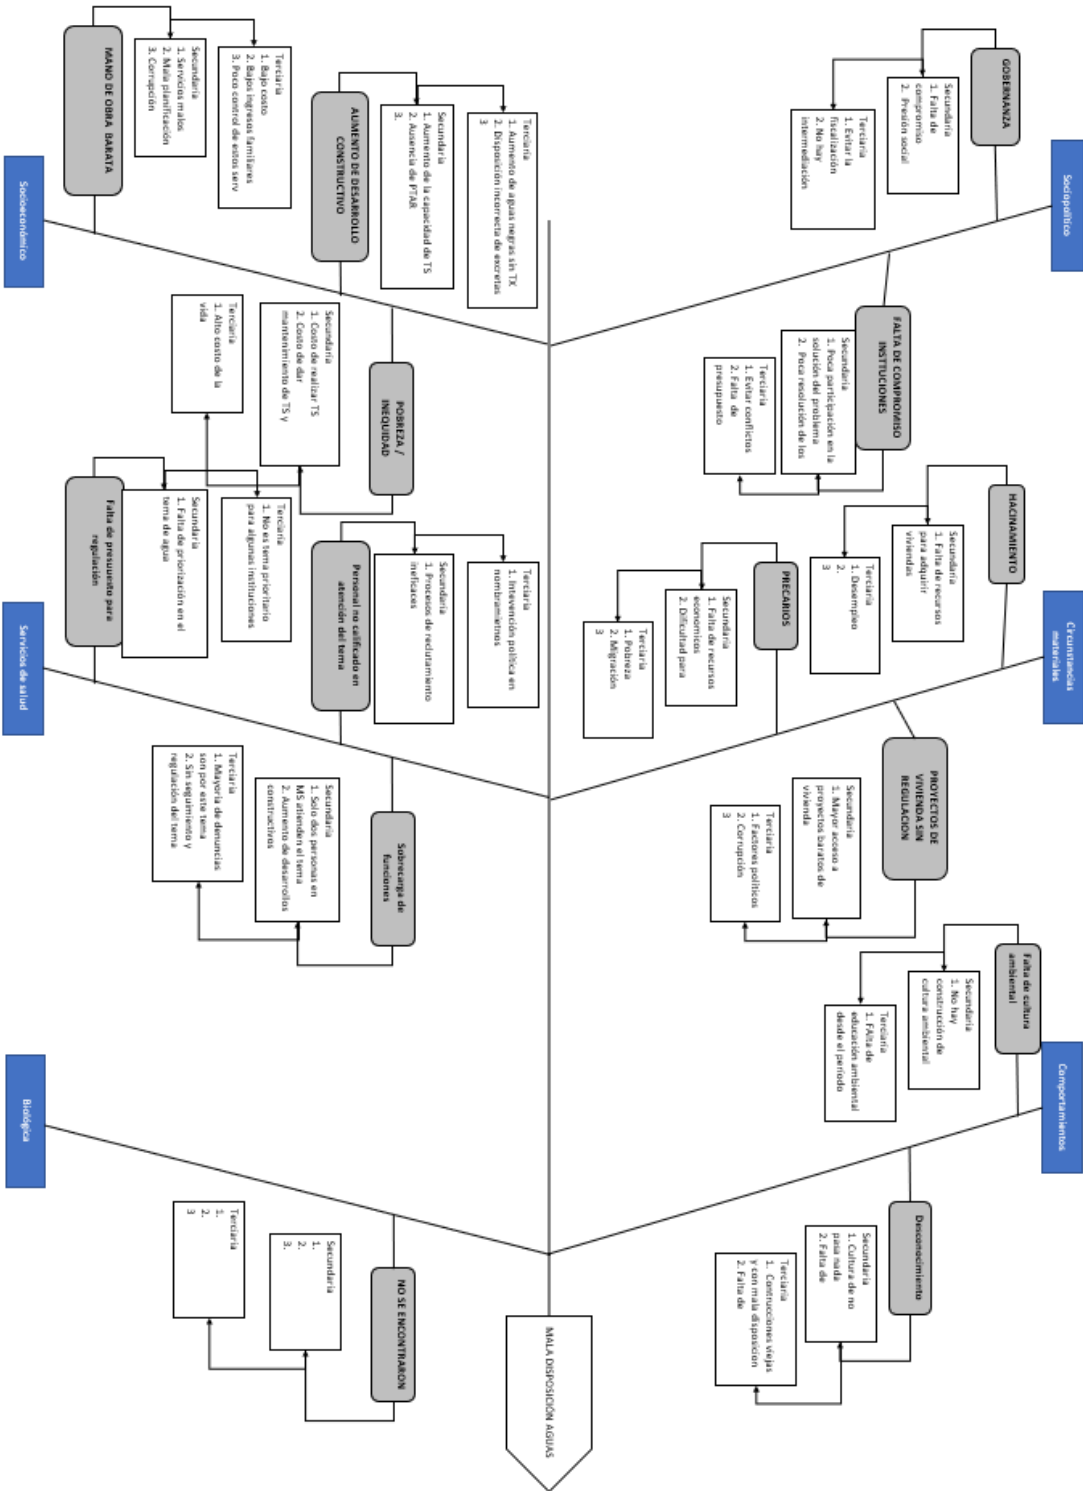 Sociopolítico
Circunstancias
materiales
Comportamientos
GOBERNANZA
Secundaria
1. Falta de
compromiso
2. Presión social
Terciaria
1. Evitar la
fiscalización
2. No hay
intermediación
FALTA DE COMPROMISO
INSTTUCIONES
Secundaria
1. Poca participación en la
solución del problema
2. Poca resolución de los
Terciaria
1. Evitar conflictos
2. Falta de
presupuesto
HACINAMIENTO
Secundaria
1. Falta de recursos
para adquirir
viviendas
Terciaria
1. Desempleo
2.
3
PRECARIOS
Secundaria
1. Falta de recursos
economicos
2. Dificultad para
Terciaria
1. Pobreza
2. Migración
3
PROYECTOS DE
VIVIENDA SIN
REGULACION
Secundaria
1. Mayor acceso a
proyectos baratos de
vivienda
Terciaria
1. Factores políticos
2. Corrupción
3
Falta de cultura
ambiental
Secundaria
1. No hay
construcción de
cultura ambiental
Terciaria
1. FAlta de
educación ambiental
desde el período
Desconocimiento
Secundaria
1. Cultura de no
pasa nada
2. Falta de
Terciaria
1. Contrucciones viejas
y con mala disposicion
2. Falta de
MALA DISPOSICIÓN AGUAS
Terciaria
1. Aumento de aguas negras sin TX
2. Disposición incorrecta de excretas
3
Secundaria
1. Aumento de la capacidad de TS
2. Ausencia de PTAR
3.
AUMENTO DE DESARROLLO
CONSTRUCTIVO
Terciaria
1. Bajo costo
2. Bajos ingresos familiares
3. Poco control de estos serv
Secundaria
1. Servicios malos
2. Mala planificación
3. Corrupción
MANO DE OBRA BARATA
POBREZA /
INEQUIDAD
Secundaria
1. Costo de realizar TS
2. Costo de dar
mantenimiento de TS y
Terciaria
1. Alto costo de la
vida
Terciaria
1. Intevención política en
nombramietnos
Secundaria
1. Procesos de reclutamiento
ineficaces
Personal no calificado en
atención del tema
Terciaria
1. No es tema prioritario
para algunas instituciones
Secundaria
1. Falta de priorización en el
tema de agua
Falta de presuuento para
regulación
Sobrecarga de
funciones
Secundaria
1. Solo dos personas en
MS atienden el tema
2. Aumento de desarrollos
constructivos
Terciaria
1. Mayoria de denuncias
son por este tema
2. Sin seguimiento y
regulación del tema
NO SE ENCONTRARON
Secundaria
1.
2.
3.
Terciaria
1.
2.
3
Socioeconómico
Servicios de salud
Biológica